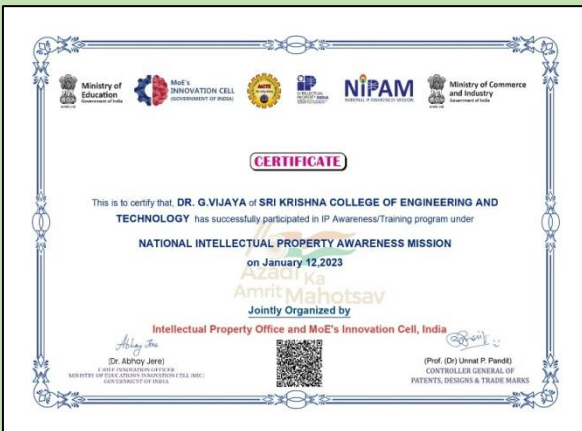 Ministry of
Education
Government of India
MoE's
INNOVATION CELL
(GOVERNMENT OF INDIA)
AICTE
INTELLECTUAL
PROPERTY INDIA
NiPAM
NATIONAL IP AWARENESS MISSION
Ministry of Commerce
and Industry
Government of India
CERTIFICATE
This is to certify that, DR. G.VIJAYA of SRI KRISHNA COLLEGE OF ENGINEERING AND
TECHNOLOGY has successfully participated in IP Awareness/Training program under
NATIONAL INTELLECTUAL PROPERTY AWARENESS MISSION
on January 12,2023
Azadi Ka
Amrit Mahotsav
Jointly Organized by
Intellectual Property Office and MoE's Innovation Cell, India
Abhay Jere
(Dr. Abhay Jere)
CHIEF INNOVATION OFFICER
MINISTRY OF EDUCATION'S INNOVATION CELL (MIC)
GOVERNMENT OF INDIA
(Prof. (Dr) Unnat P. Pandit)
CONTROLLER GENERAL OF
PATENTS, DESIGNS & TRADE MARKS